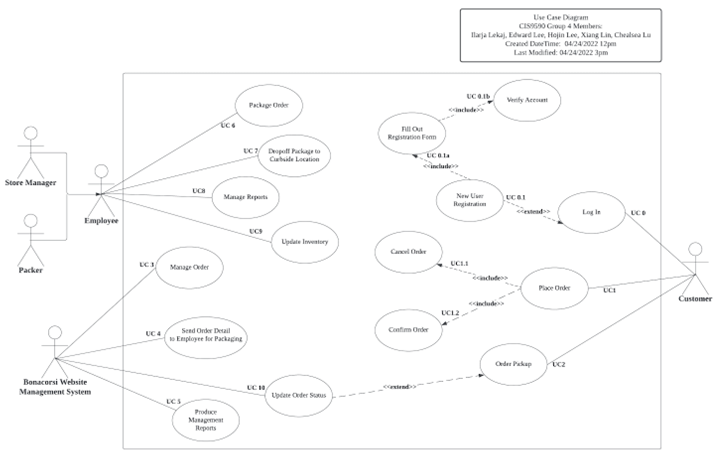 Use Case Diagram
CIS9590 Group 4 Members:
Ilarja Lekaj, Edward Lee, Hojin Lee, Xiang Lin, Chealsea Lu
Created DateTime: 04/24/2022 12pm
Last Modified: 04/24/2022 3pm
Package Order
UC 6
UC 0.1b
Verify Account
<<include>>
Fill Out
Registration Form
UC 7
Dropoff Package to
Curbside Location
UC 0.1a
<<include>>
Store Manager
Employee
UC8
Manage Reports
New User
Registration
UC 0.1
<<extend>>
Log In
UC 0
UC9
Update Inventory
Packer
Cancel Order
UC1.1
<<include>>
UC 3
Manage Order
Place Order
UC1
Customer
<<include>>
UC1.2
Confirm Order
UC 4
Send Order Detail
to Employee for Packaging
Order Pickup
UC2
Bonacorsi Website
Management System
UC 10
Update Order Status
<<extend>>
UC 5
Produce
Management
Reports